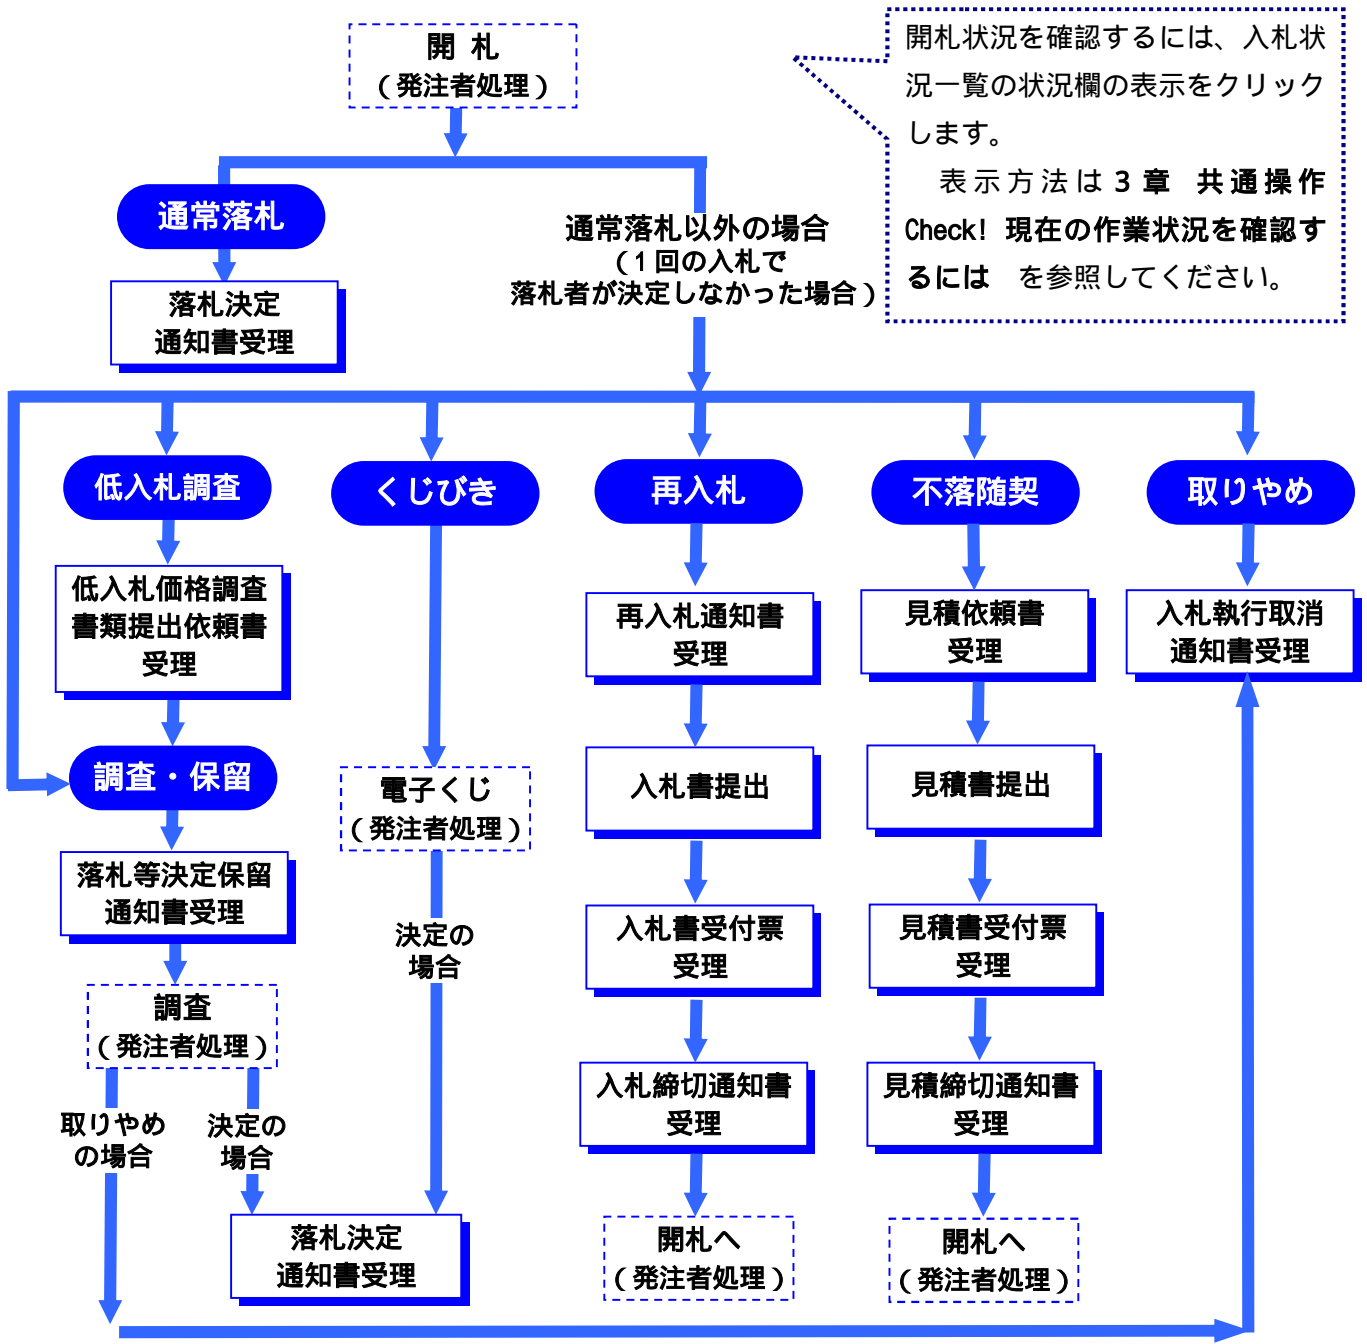 開 札
（発注者処理）
開札状況を確認するには、入札状
況一覧の状況欄の表示をクリック
します。
表示方法は３章 共通操作
Check! 現在の作業状況を確認す
るには　を参照してください。
通常落札
通常落札以外の場合
（1回の入札で
落札者が決定しなかった場合）
落札決定
通知書受理
低入札調査
くじびき
再入札
不落随契
取りやめ
低入札価格調査
書類提出依頼書
受理
再入札通知書
受理
見積依頼書
受理
入札執行取消
通知書受理
調査・保留
電子くじ
（発注者処理）
入札書提出
見積書提出
落札等決定保留
通知書受理
決定の
場合
入札書受付票
受理
見積書受付票
受理
調査
（発注者処理）
入札締切通知書
受理
見積締切通知書
受理
取りやめ
の場合
決定の
場合
落札決定
通知書受理
開札へ
（発注者処理）
開札へ
（発注者処理）